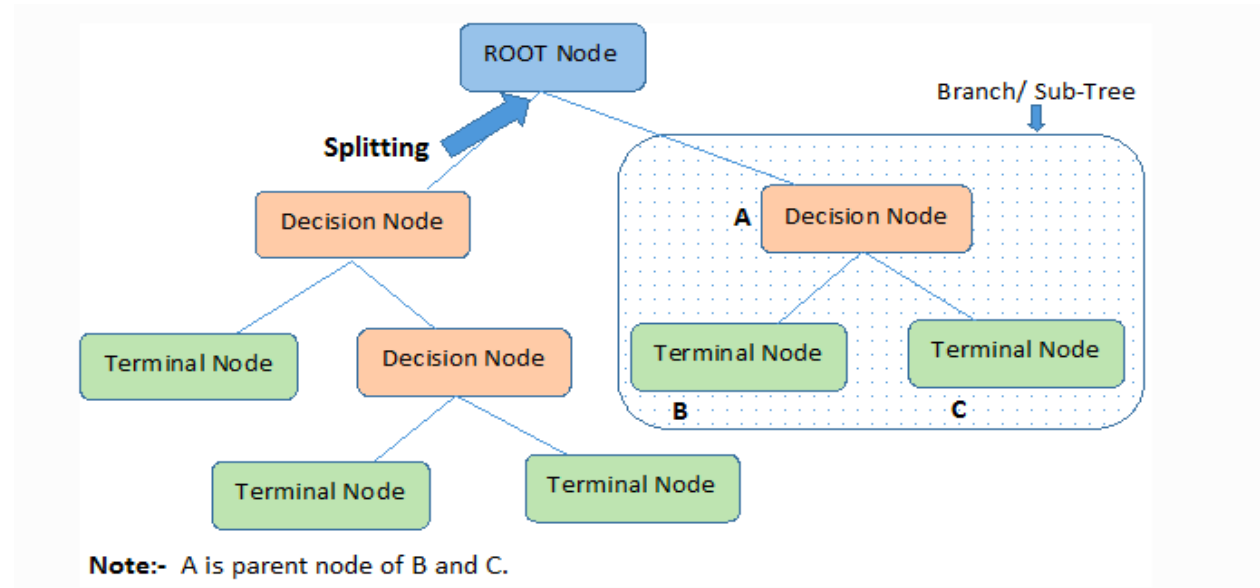 ROOT Node
Branch/ Sub-Tree
Splitting
Decision Node
A
Decision Node
Terminal Node
Decision Node
Terminal Node
Terminal Node
B
C
Terminal Node
Terminal Node
Note:- A is parent node of B and C.